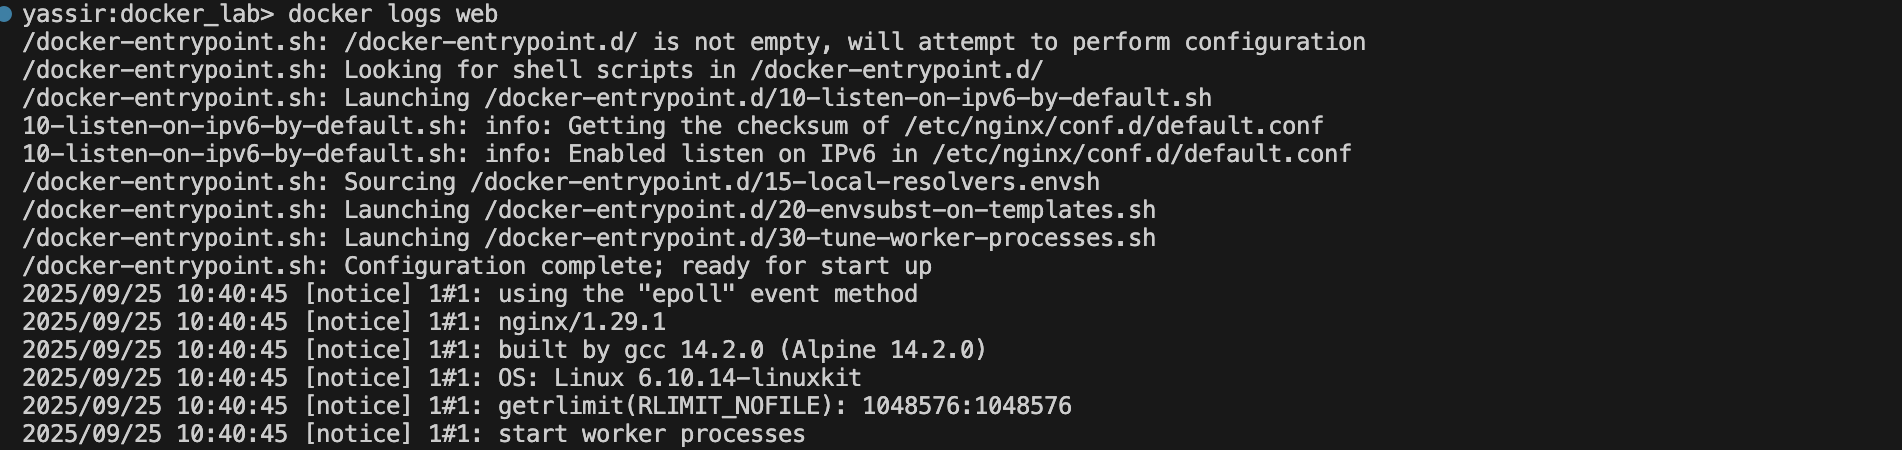 yassir:docker_lab> docker logs web
/docker-entrypoint.sh: /docker-entrypoint.d/ is not empty, will attempt to perform configuration
/docker-entrypoint.sh: Looking for shell scripts in /docker-entrypoint.d/
/docker-entrypoint.sh: Launching /docker-entrypoint.d/10-listen-on-ipv6-by-default.sh
10-listen-on-ipv6-by-default.sh: info: Getting the checksum of /etc/nginx/conf.d/default.conf
10-listen-on-ipv6-by-default.sh: info: Enabled listen on IPv6 in /etc/nginx/conf.d/default.conf
/docker-entrypoint.sh: Sourcing /docker-entrypoint.d/15-local-resolvers.envsh
/docker-entrypoint.sh: Launching /docker-entrypoint.d/20-envsubst-on-templates.sh
/docker-entrypoint.sh: Launching /docker-entrypoint.d/30-tune-worker-processes.sh
/docker-entrypoint.sh: Configuration complete; ready for start up
2025/09/25 10:40:45 [notice] 1#1: using the "epoll" event method
2025/09/25 10:40:45 [notice] 1#1: nginx/1.29.1
2025/09/25 10:40:45 [notice] 1#1: built by gcc 14.2.0 (Alpine 14.2.0)
2025/09/25 10:40:45 [notice] 1#1: OS: Linux 6.10.14-linuxkit
2025/09/25 10:40:45 [notice] 1#1: getrlimit(RLIMIT_NOFILE): 1048576:1048576
2025/09/25 10:40:45 [notice] 1#1: start worker processes